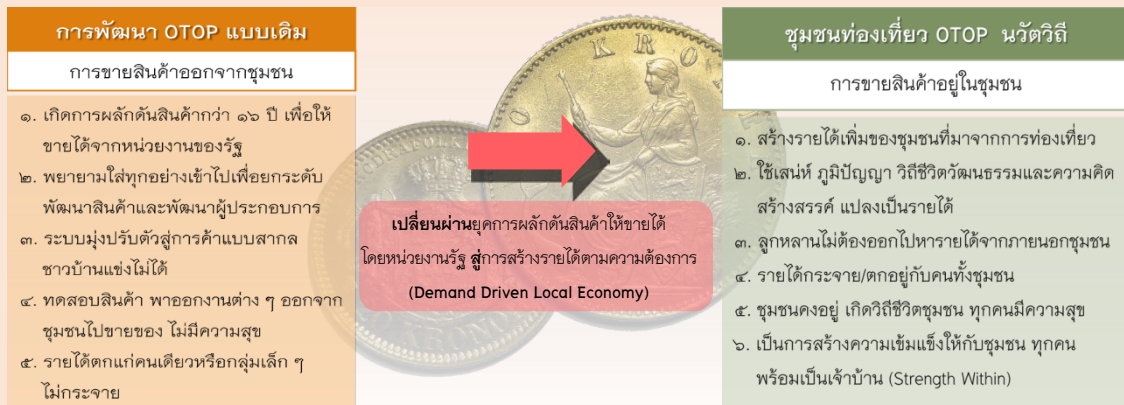 การพัฒนา OTOP แบบเดิม
การขายสินค้าออกจากชุมชน
๑. เกิดการผลักดันสินค้ากว่า ๑๖ ปี เพื่อให้
ขายได้จากหน่วยงานของรัฐ
๒. พยายามใส่ทุกอย่างเข้าไปเพื่อยกระดับ
พัฒนาสินค้าและพัฒนาผู้ประกอบการ
๓. ระบบมุ่งปรับตัวสู่การค้าแบบสากล
ชาวบ้านแข่งไม่ได้
๔. ทดสอบสินค้า พาออกงานต่าง ๆ ออกจาก
ชุมชนไปขายของ ไม่มีความสุข
๕. รายได้ตกแก่คนเดียวหรือกลุ่มเล็ก ๆ
ไม่กระจาย
เปลี่ยนผ่านยุคการผลักดันสินค้าให้ขายได้
โดยหน่วยงานรัฐ สู่การสร้างรายได้ตามความต้องการ
(Demand Driven Local Economy)
ชุมชนท่องเที่ยว OTOP นวัตวิถี
การขายสินค้าอยู่ในชุมชน
๑. สร้างรายได้เพิ่มของชุมชนที่มาจากการท่องเที่ยว
๒. ใช้เสน่ห์ ภูมิปัญญา วิถีชีวิตวัฒนธรรมและความคิด
สร้างสรรค์ แปลงเป็นรายได้
๓. ลูกหลานไม่ต้องออกไปหารายได้จากภายนอกชุมชน
๔. รายได้กระจาย/ตกอยู่กับคนทั้งชุมชน
๕. ชุมชนคงอยู่ เกิดวิถีชีวิตชุมชน ทุกคนมีความสุข
๖. เป็นการสร้างความเข้มแข็งให้กับชุมชน ทุกคน
พร้อมเป็นเจ้าบ้าน (Strength Within)